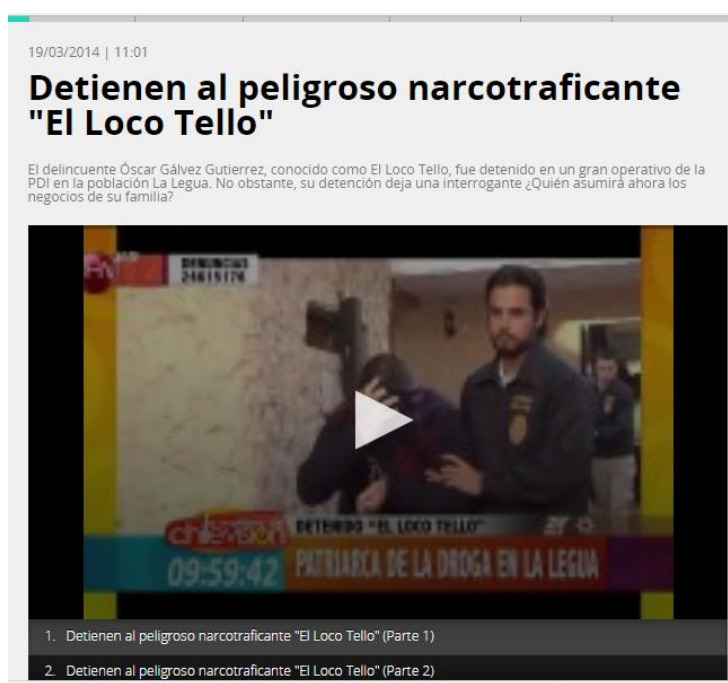 19/03/2014 | 11:01
Detienen al peligroso narcotraficante
"El Loco Tello"
El delincuente Óscar Gálvez Gutierrez, conocido como El Loco Tello, fue detenido en un gran operativo de la
PDI en la población La Legua. No obstante, su detención deja una interrogante ¿Quién asumirá ahora los
negocios de su familia?
DENUNCIAS
24615176
chilevisión
DETENIDO "EL LOCO TELLO"
09:59:42 PATRIARCA DE LA DROGA EN LA LEGUA
1. Detienen al peligroso narcotraficante "El Loco Tello" (Parte 1)
2. Detienen al peligroso narcotraficante "El Loco Tello" (Parte 2)